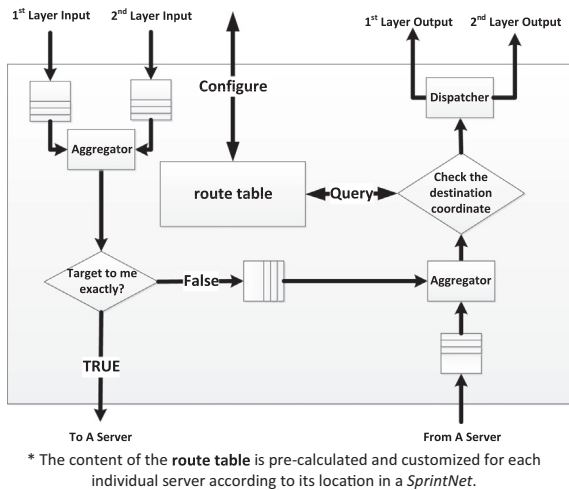 1st Layer Input
2nd Layer Input
1st Layer Output
2nd Layer Output
Configure
Dispatcher
Aggregator
route table
Query
Check the
destination
coordinate
Target to me
exactly?
False
Aggregator
TRUE
To A Server
From A Server
* The content of the route table is pre-calculated and customized for each
individual server according to its location in a SprintNet.